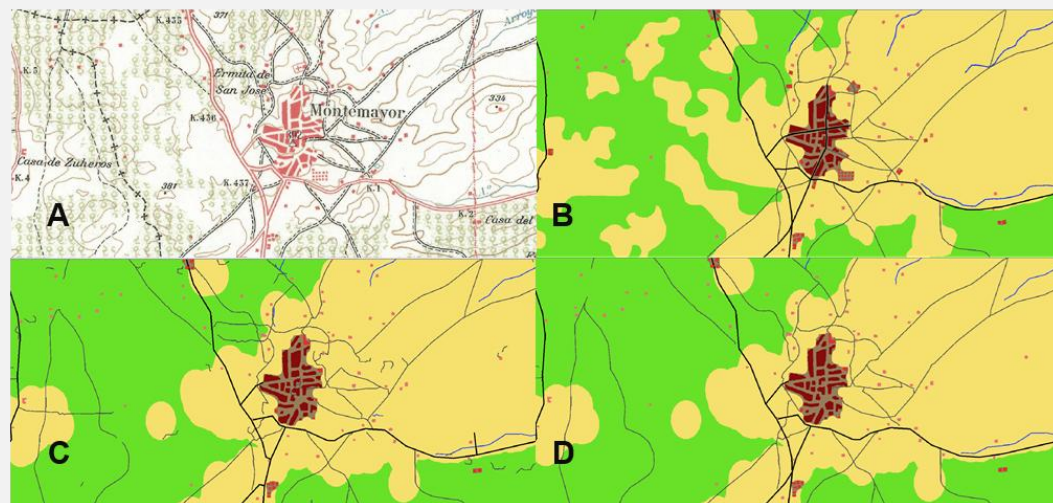 K.435
371
Arroy
K.5
Ermita de
San José
Montemayor
334
K.436
Casa de Zuheros
K.4
381
K.437
K.1
K.2
Casa del
A
B
C
D